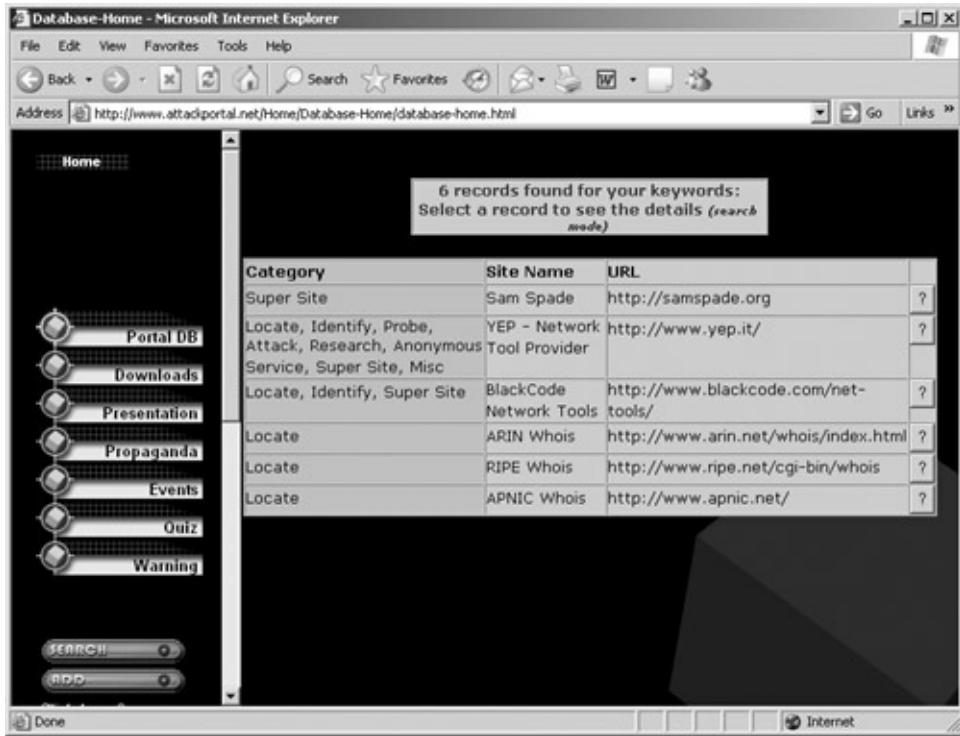 Database-Home - Microsoft Internet Explorer
File Edit View Favorites Tools Help
Back Search Favorites
Address http://www.attackportal.net/Home/Database-Home/database-home.html Go Links »
Home
6 records found for your keywords:
Select a record to see the details (search
mode)
Category Site Name URL
Super Site Sam Spade http://samspade.org ?
Locate, Identify, Probe,
Attack, Research, Anonymous
Service, Super Site, Misc
YEP - Network
Tool Provider
http://www.yep.it/ ?
Locate, Identify, Super Site
BlackCode
Network Tools
http://www.blackcode.com/net-
tools/
?
Locate ARIN Whois http://www.arin.net/whois/index.html ?
Locate RIPE Whois http://www.ripe.net/cgi-bin/whois ?
Locate APNIC Whois http://www.apnic.net/ ?
Portal DB
Downloads
Presentation
Propaganda
Events
Quiz
Warning
SEARCH
ADD
Done Internet